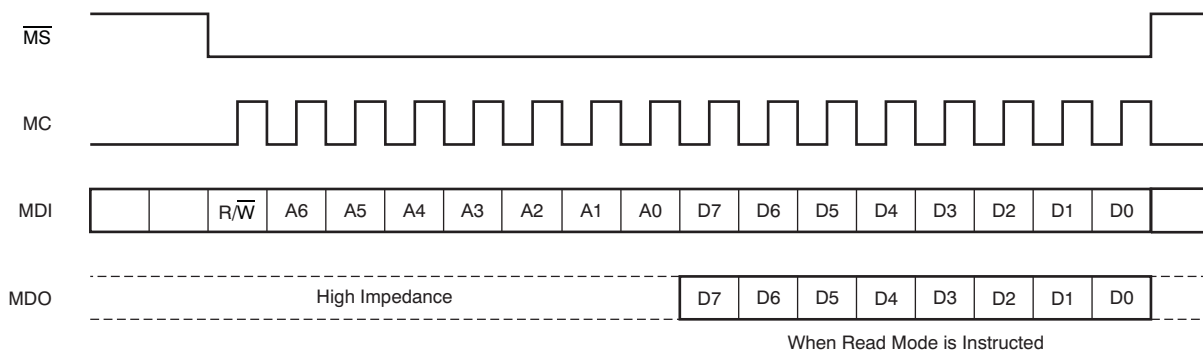 MS
MC
MDI R/W A6 A5 A4 A3 A2 A1 A0 D7 D6 D5 D4 D3 D2 D1 D0
MDO High Impedance D7 D6 D5 D4 D3 D2 D1 D0
When Read Mode is Instructed